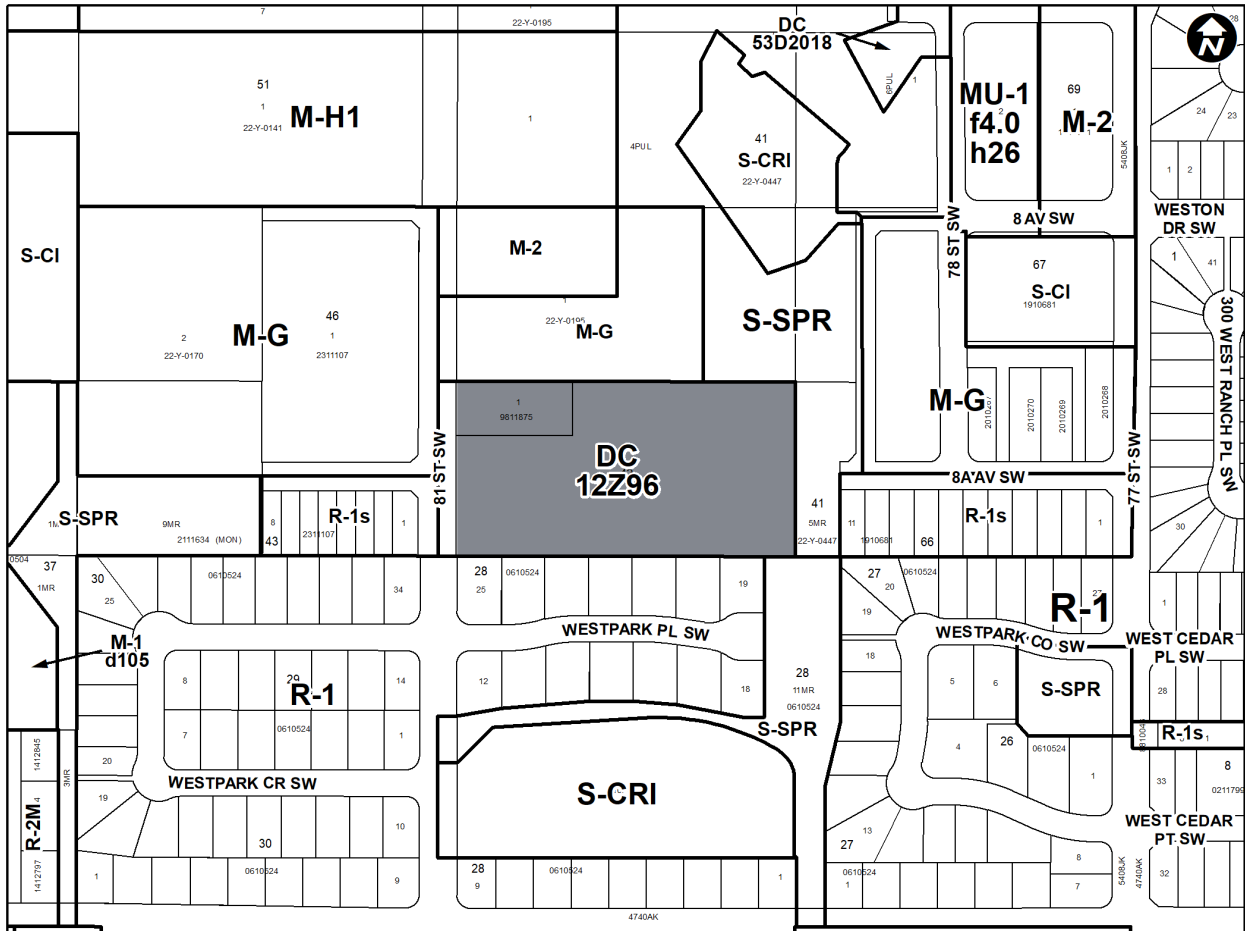 7
22-Y-0195
DC
53D2018
28
N
51
1
22-Y-0141
M-H1
1
4PUL
41
S-CRI
22-Y-0447
6PUL
1
MU-1
f4.0
h26
69
M-2
5408JK
24
23
1
2
8 AV SW
WESTON
DR SW
S-CI
M-2
78 ST SW
67
S-CI
1910681
1
41
300 WEST RANCH PL SW
46
1
2311107
M-G
2
22-Y-0170
1
22-Y-0195
M-G
S-SPR
M-G
2010270
2010269
2010268
1
9811875
DC
12Z96
81 ST SW
77 ST SW
8A AV SW
S-SPR
9MR
2111634 (MON)
8
43
2311107
R-1s
1
41
5MR
22-Y-0447
11
1910681
66
R-1s
1
30
0504
37
1MR
30
25
0610524
34
28
25
0610524
19
27
20
0610524
19
R-1
1
WESTPARK PL SW
WESTPARK CO SW
WEST CEDAR
PL SW
M-1
d105
8
29
R-1
14
12
18
28
11MR
0610524
18
5
6
S-SPR
28
7
0610524
1
S-SPR
4
26
0610524
1
R-1s
1
1412845
3MR
20
WESTPARK CR SW
S-CRI
33
8
0211799
R-2M
4
19
30
10
27
13
WEST CEDAR
PT SW
1412797
1
0610524
9
28
9
0610524
1
0610524
1
8
7
5408JK
4740AK
32
4740AK